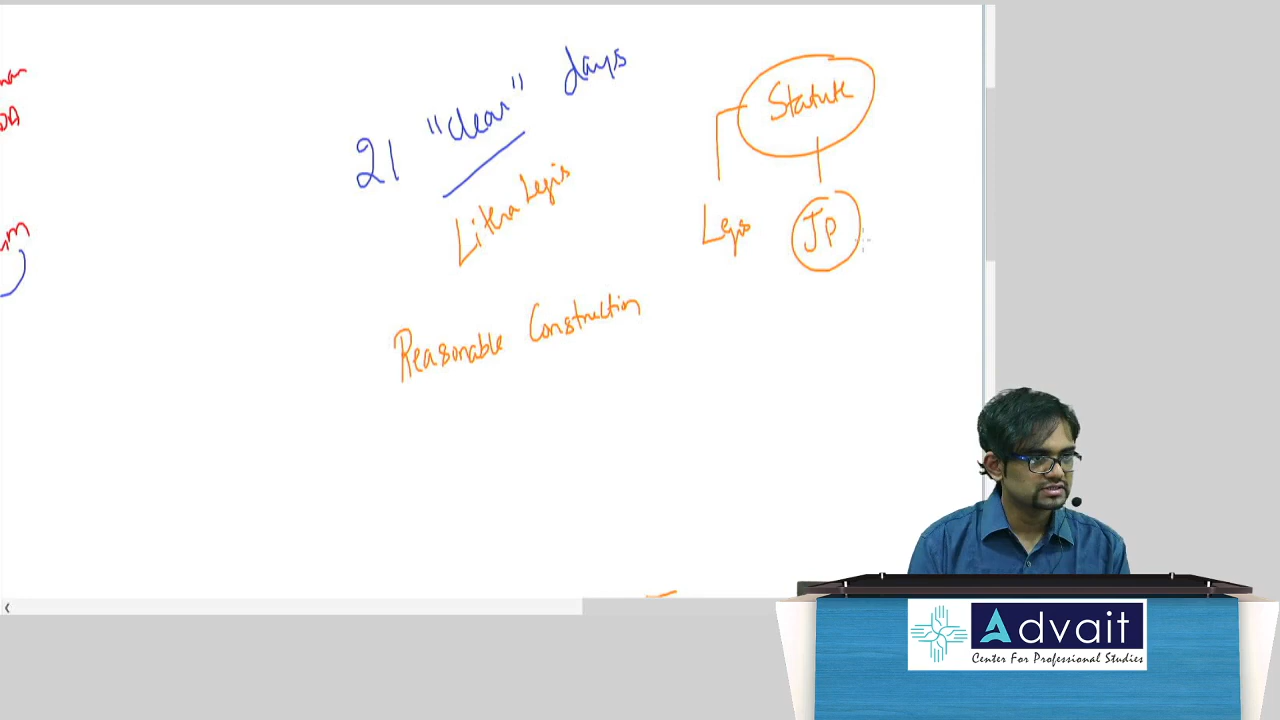 21 "clear" days
Litra Legis
Reasonable Construction
Statute
Legis JP
Advait
Center For Professional Studies